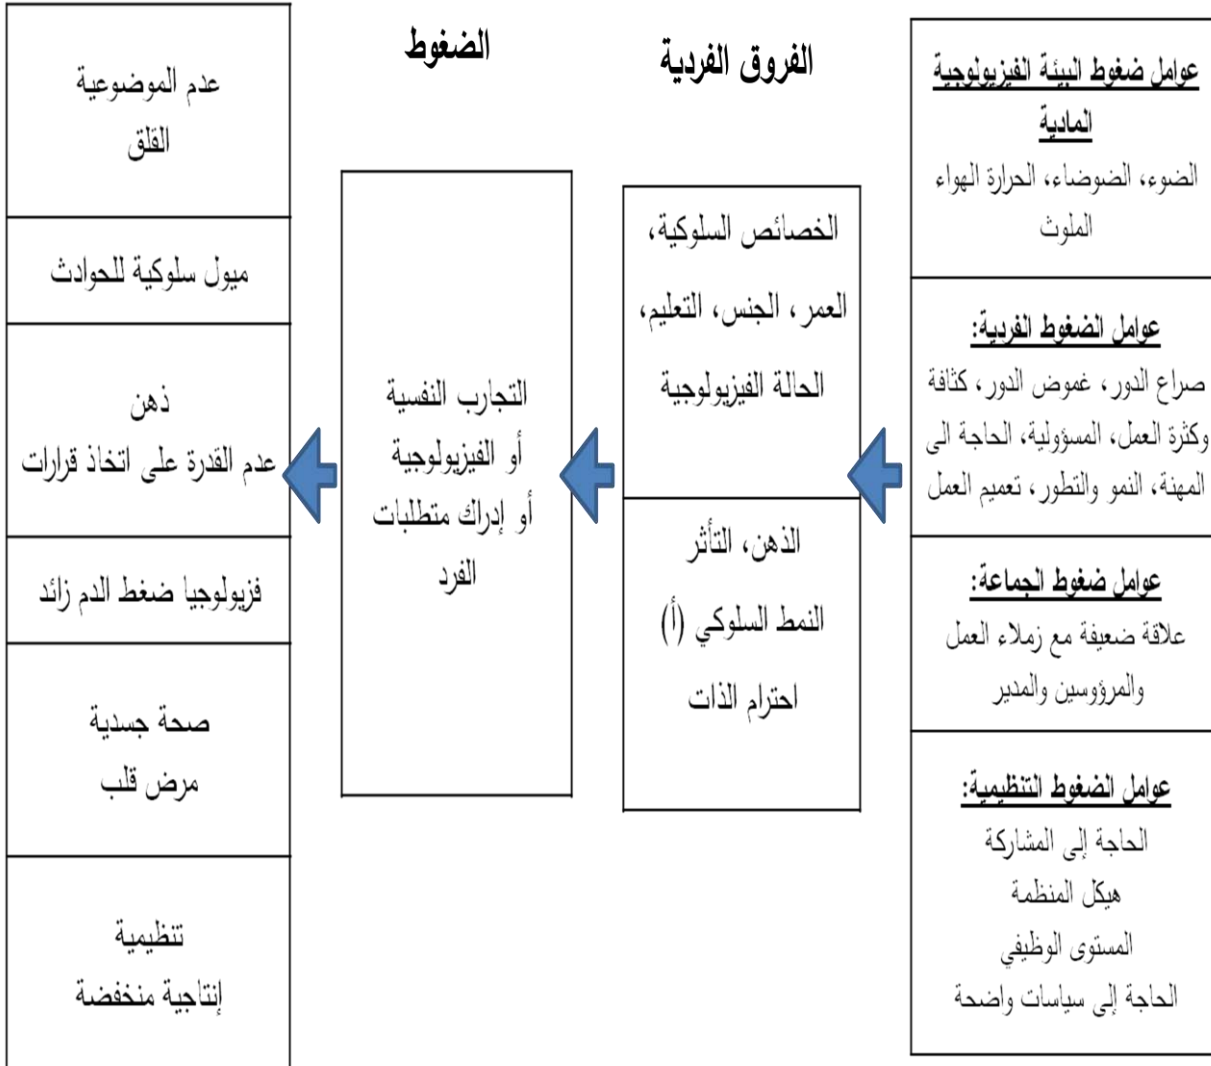 عوامل ضغوط البيئة الفيزيولوجية
المادية
الضوء، الضوضاء، الحرارة الهواء
الملوث
عوامل الضغوط الفردية:
صراع الدور، غموض الدور، كثافة
وكثرة العمل، المسؤولية، الحاجة الى
المهنة، النمو والتطور، تعميم العمل
عوامل ضغوط الجماعة:
علاقة ضعيفة مع زملاء العمل
والمرؤوسين والمدير
عوامل الضغوط التنظيمية:
الحاجة إلى المشاركة
هيكل المنظمة
المستوى الوظيفي
الحاجة إلى سياسات واضحة
الفروق الفردية
الخصائص السلوكية،
العمر، الجنس، التعليم،
الحالة الفيزيولوجية
الذهن، التأثر
النمط السلوكي (أ)
احترام الذات
الضغوط
التجارب النفسية
أو الفيزيولوجية
أو إدراك متطلبات
الفرد
عدم الموضوعية
القلق
ميول سلوكية للحوادث
ذهن
عدم القدرة على اتخاذ قرارات
فزيولوجيا ضغط الدم زائد
صحة جسدية
مرض قلب
تنظيمية
إنتاجية منخفضة